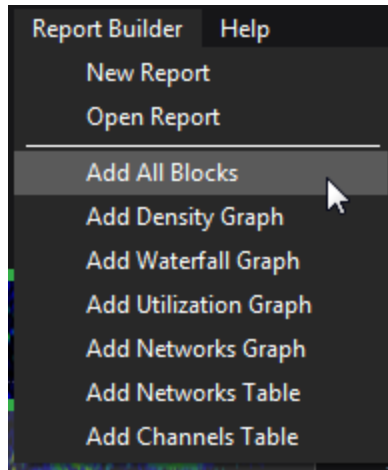 Report Builder Help
New Report
Open Report
Add All Blocks
Add Density Graph
Add Waterfall Graph
Add Utilization Graph
Add Networks Graph
Add Networks Table
Add Channels Table